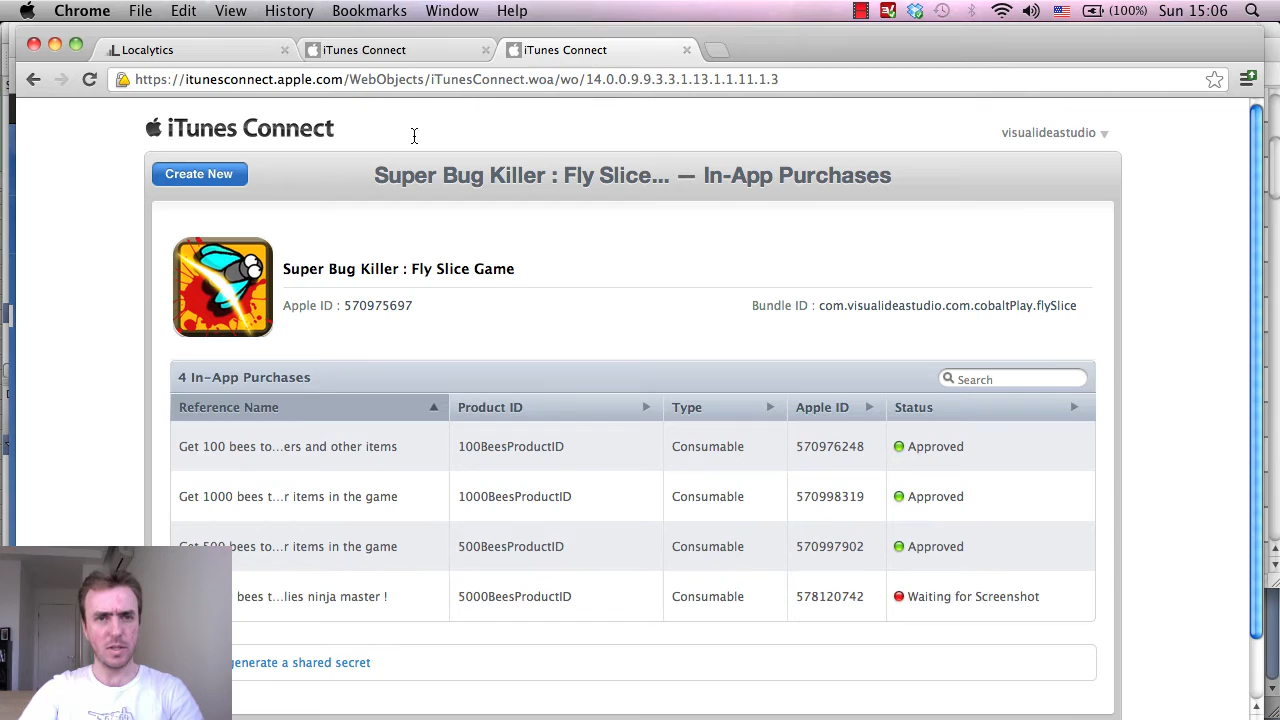 Chrome File Edit View History Bookmarks Window Help (100%) Sun 15:06
Localytics iTunes Connect iTunes Connect
https://itunesconnect.apple.com/WebObjects/iTunesConnect.woa/wo/14.0.0.9.9.3.3.1.13.1.1.11.1.3
iTunes Connect visualideastudio
Create New Super Bug Killer : Fly Slice... — In-App Purchases
Super Bug Killer : Fly Slice Game
Apple ID : 570975697 Bundle ID : com.visualideastudio.com.cobaltPlay.flySlice
4 In-App Purchases Search
Reference Name Product ID Type Apple ID Status
Get 100 bees to...ers and other items 100BeesProductID Consumable 570976248 Approved
Get 1000 bees t...r items in the game 1000BeesProductID Consumable 570998319 Approved
Get 500 bees to...r items in the game 500BeesProductID Consumable 570997902 Approved
bees t...lies ninja master ! 5000BeesProductID Consumable 578120742 Waiting for Screenshot
generate a shared secret